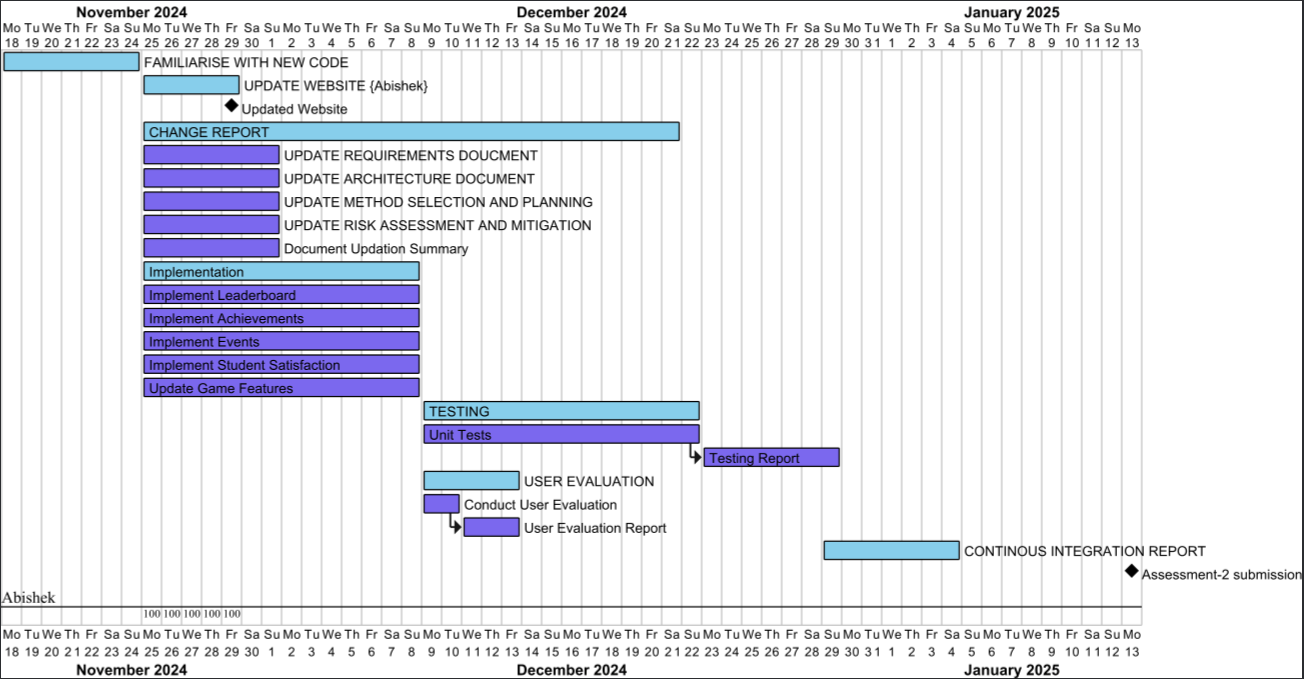 November 2024 December 2024 January 2025
Mo Tu We Th Fr Sa Su Mo Tu We Th Fr Sa Su Mo Tu We Th Fr Sa Su Mo Tu We Th Fr Sa Su Mo Tu We Th Fr Sa Su Mo Tu We Th Fr Sa Su Mo Tu We Th Fr Sa Su Mo Tu We Th Fr Sa Su Mo
18 19 20 21 22 23 24 25 26 27 28 29 30 1 2 3 4 5 6 7 8 9 10 11 12 13 14 15 16 17 18 19 20 21 22 23 24 25 26 27 28 29 30 31 1 2 3 4 5 6 7 8 9 10 11 12 13
FAMILIARISE WITH NEW CODE
UPDATE WEBSITE {Abishek}
Updated Website
CHANGE REPORT
UPDATE REQUIREMENTS DOUCMENT
UPDATE ARCHITECTURE DOCUMENT
UPDATE METHOD SELECTION AND PLANNING
UPDATE RISK ASSESSMENT AND MITIGATION
Document Updation Summary
Implementation
Implement Leaderboard
Implement Achievements
Implement Events
Implement Student Satisfaction
Update Game Features
TESTING
Unit Tests
Testing Report
USER EVALUATION
Conduct User Evaluation
User Evaluation Report
CONTINOUS INTEGRATION REPORT
Assessment-2 submission
Abishek
100 100 100 100 100
Mo Tu We Th Fr Sa Su Mo Tu We Th Fr Sa Su Mo Tu We Th Fr Sa Su Mo Tu We Th Fr Sa Su Mo Tu We Th Fr Sa Su Mo Tu We Th Fr Sa Su Mo Tu We Th Fr Sa Su Mo Tu We Th Fr Sa Su Mo
18 19 20 21 22 23 24 25 26 27 28 29 30 1 2 3 4 5 6 7 8 9 10 11 12 13 14 15 16 17 18 19 20 21 22 23 24 25 26 27 28 29 30 31 1 2 3 4 5 6 7 8 9 10 11 12 13
November 2024 December 2024 January 2025